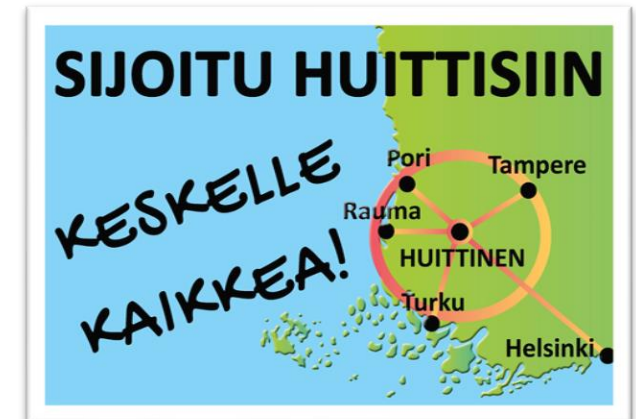 SIJOITU HUITTISIIN
KESKELLE
KAIKKEA!
Pori
Tampere
Rauma
HUITTINEN
Turku
Helsinki